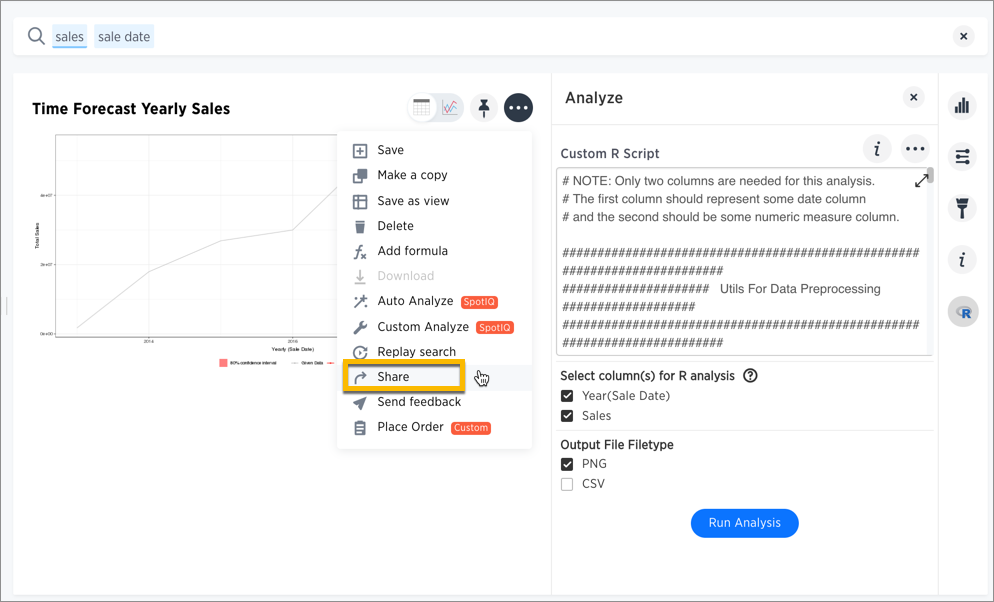 sales sale date
Time Forecast Yearly Sales
4e+07
2e+07
0e+00
Total Sales
2014
2016
Yearly (Sale Date)
80% confidence interval
Given Data
Save
Make a copy
Save as view
Delete
Add formula
Download
Auto Analyze SpotIQ
Custom Analyze SpotIQ
Replay search
Share
Send feedback
Place Order Custom
Analyze
Custom R Script
# NOTE: Only two columns are needed for this analysis.
# The first column should represent some date column
# and the second should be some numeric measure column.
###################################################
#######################
##################### Utils For Data Preprocessing
###################
###################################################
#######################
Select column(s) for R analysis
Year(Sale Date)
Sales
Output File Filetype
PNG
CSV
Run Analysis